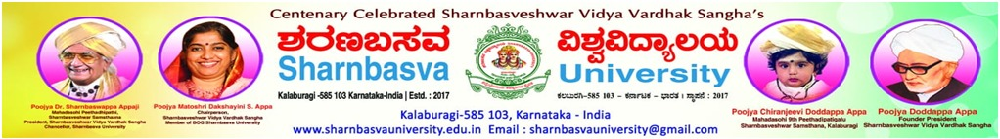 Centenary Celebrated Sharnbasveshwar Vidya Vardhak Sangha's
ಶರಣಬಸವ ವಿಶ್ವವಿದ್ಯಾಲಯ
Sharnbasva University
Kalaburagi -585 103 Karnataka-India | Estd. : 2017
ಕಲಬುರಗಿ-585 103 - ಕರ್ನಾಟಕ - ಭಾರತ । ಸ್ಥಾಪನೆ : 2017
Kalaburagi-585 103, Karnataka - India
www.sharnbasvauniversity.edu.in Email : sharnbasvauniversity@gmail.com
Poojya Dr. Sharnbaswappa Appaji
Mahadasohi Peethadhipathi,
Sharnbasveshwar Samsthana
President, Sharnbasveshwar Vidya Vardhak Sangha
Chancellor, Sharnbasva University
Poojya Matoshri Dakshayini S. Appa
Chairperson,
Sharnbasveshwar Vidya Vardhak Sangha
Member of BOG Sharnbasva University
Poojya Chiranjeevi Doddappa Appa
Mahadasohi 9th Peethadipatigalu
Sharnbasveshwar Samsthana, Kalaburagi
Poojya Doddappa Appa
Founder President
Sharnbasveshwar Vidya Vardhak Sangha